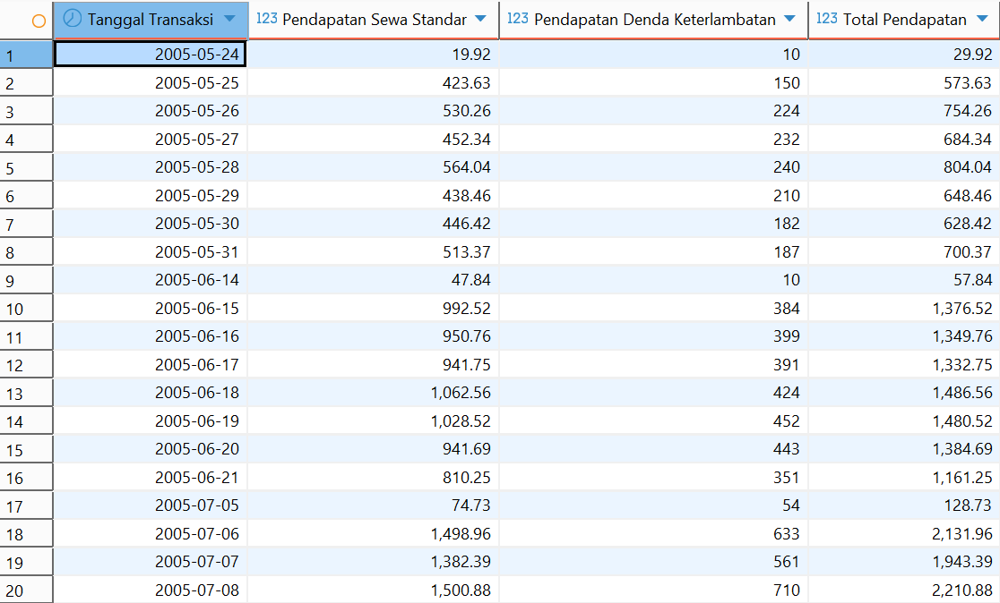 Tanggal Transaksi 123 Pendapatan Sewa Standar 123 Pendapatan Denda Keterlambatan 123 Total Pendapatan
1 2005-05-24 19.92 10 29.92
2 2005-05-25 423.63 150 573.63
3 2005-05-26 530.26 224 754.26
4 2005-05-27 452.34 232 684.34
5 2005-05-28 564.04 240 804.04
6 2005-05-29 438.46 210 648.46
7 2005-05-30 446.42 182 628.42
8 2005-05-31 513.37 187 700.37
9 2005-06-14 47.84 10 57.84
10 2005-06-15 992.52 384 1,376.52
11 2005-06-16 950.76 399 1,349.76
12 2005-06-17 941.75 391 1,332.75
13 2005-06-18 1,062.56 424 1,486.56
14 2005-06-19 1,028.52 452 1,480.52
15 2005-06-20 941.69 443 1,384.69
16 2005-06-21 810.25 351 1,161.25
17 2005-07-05 74.73 54 128.73
18 2005-07-06 1,498.96 633 2,131.96
19 2005-07-07 1,382.39 561 1,943.39
20 2005-07-08 1,500.88 710 2,210.88